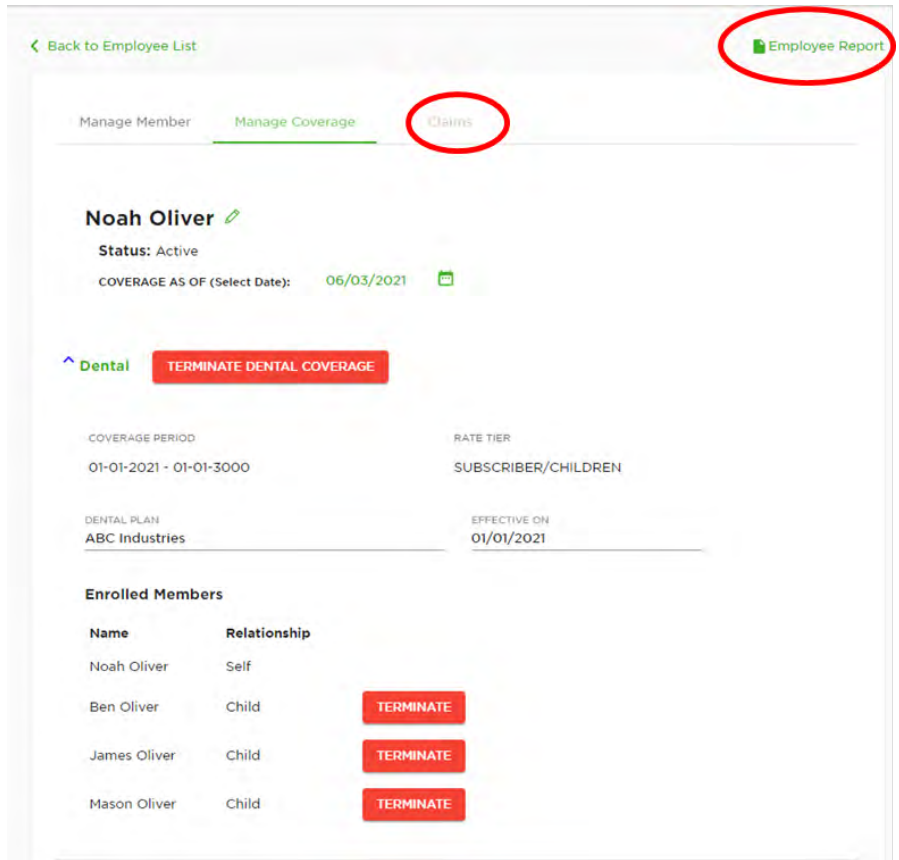 Back to Employee List
Employee Report
Manage Member Manage Coverage Claims
Noah Oliver
Status: Active
COVERAGE AS OF (Select Date): 06/03/2021
Dental TERMINATE DENTAL COVERAGE
COVERAGE PERIOD RATE TIER
01-01-2021 - 01-01-3000 SUBSCRIBER/CHILDREN
DENTAL PLAN EFFECTIVE ON
ABC Industries 01/01/2021
Enrolled Members
Name Relationship
Noah Oliver Self
Ben Oliver Child TERMINATE
James Oliver Child TERMINATE
Mason Oliver Child TERMINATE